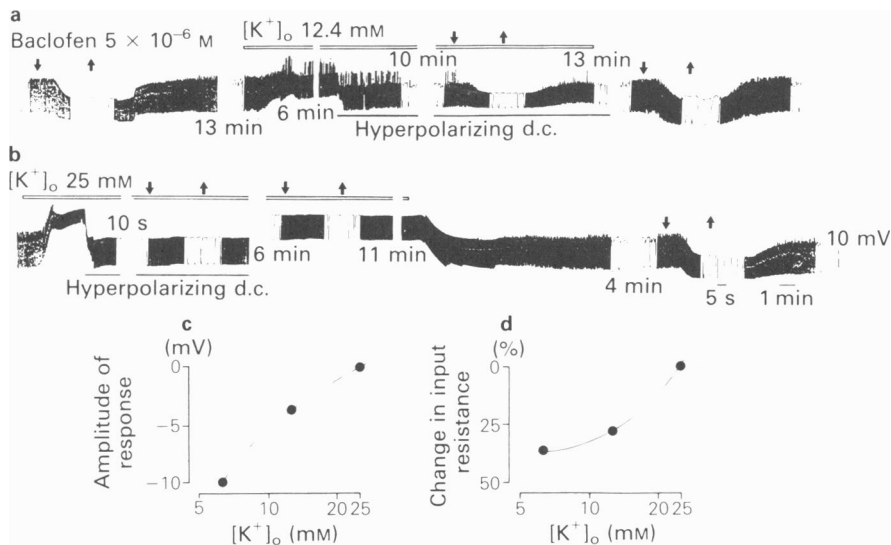 a
[K⁺]ₒ 12.4 mM
Baclofen 5 × 10⁻⁶ M
10 min
13 min
13 min
6 min
Hyperpolarizing d.c.
b
[K⁺]ₒ 25 mM
10 s
6 min
11 min
10 mV
Hyperpolarizing d.c.
4 min
5 s
1 min
c
(mV)
Amplitude of
response
0
−5
−10
5
10
20
25
[K⁺]ₒ (mM)
d
(%)
Change in input
resistance
0
25
50
5
10
20
25
[K⁺]ₒ (mM)